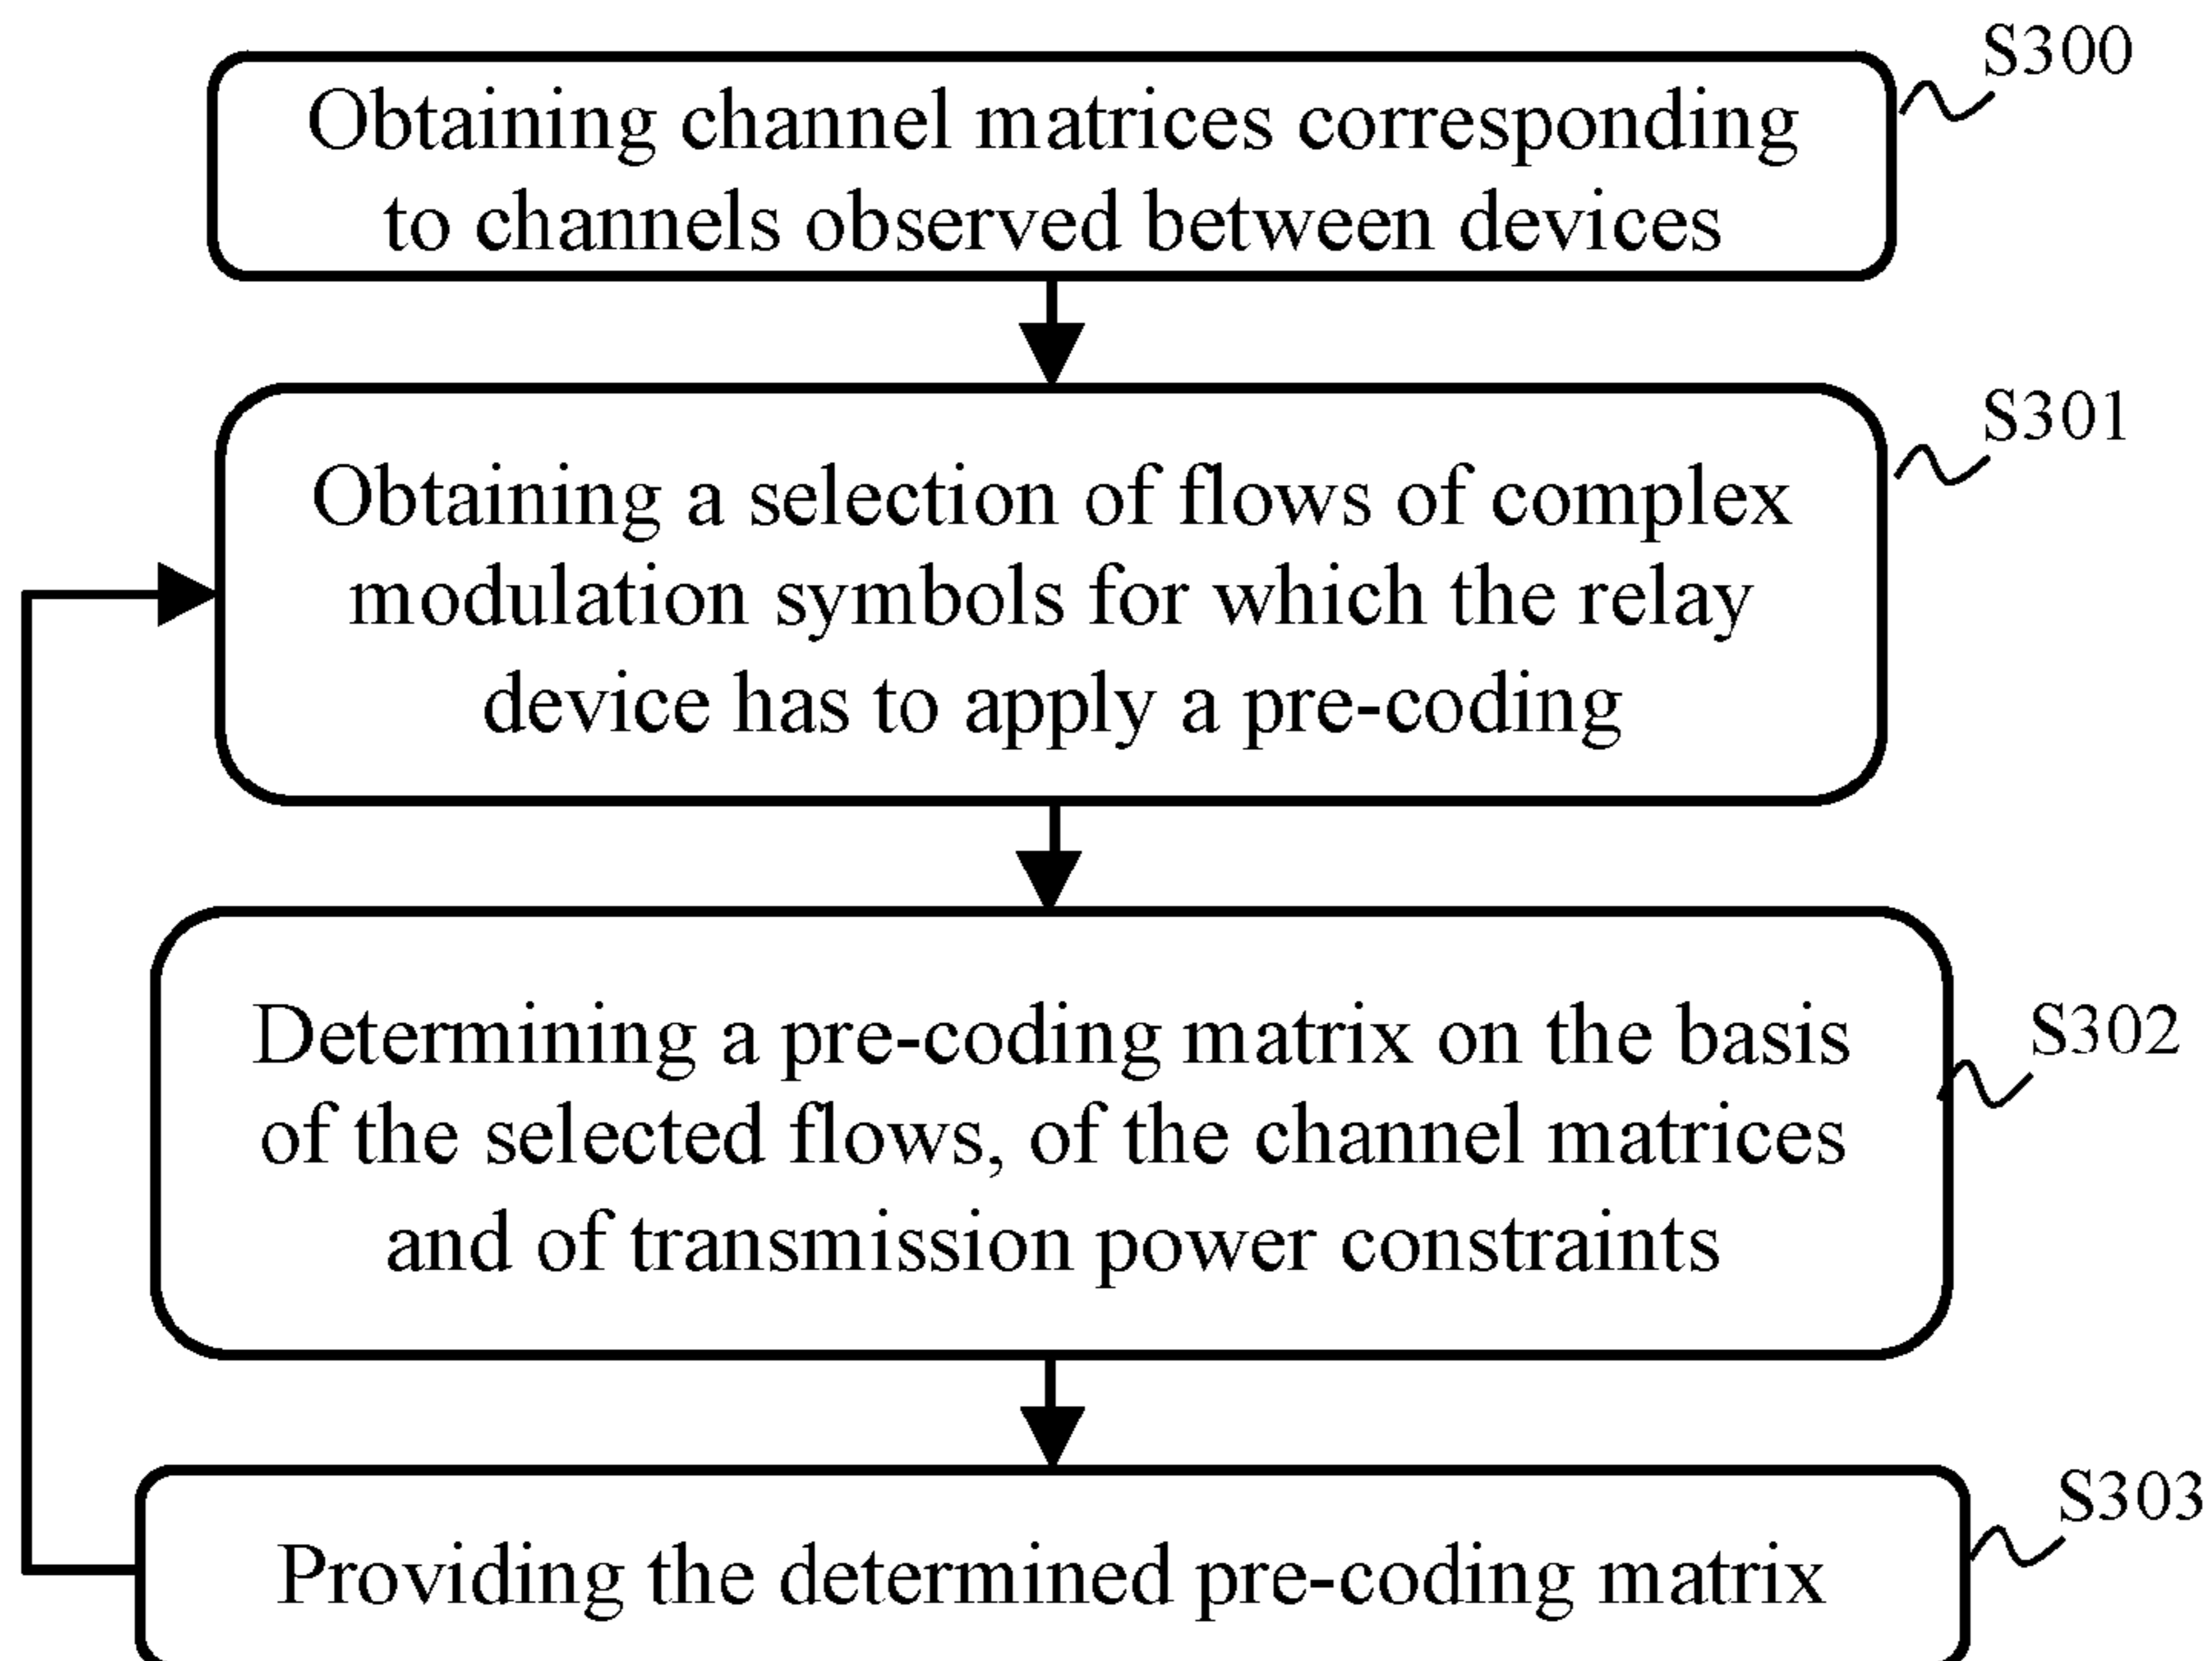 S300
Obtaining channel matrices corresponding
to channels observed between devices
S301
Obtaining a selection of flows of complex
modulation symbols for which the relay
device has to apply a pre-coding
S302
Determining a pre-coding matrix on the basis
of the selected flows, of the channel matrices
and of transmission power constraints
S303
Providing the determined pre-coding matrix